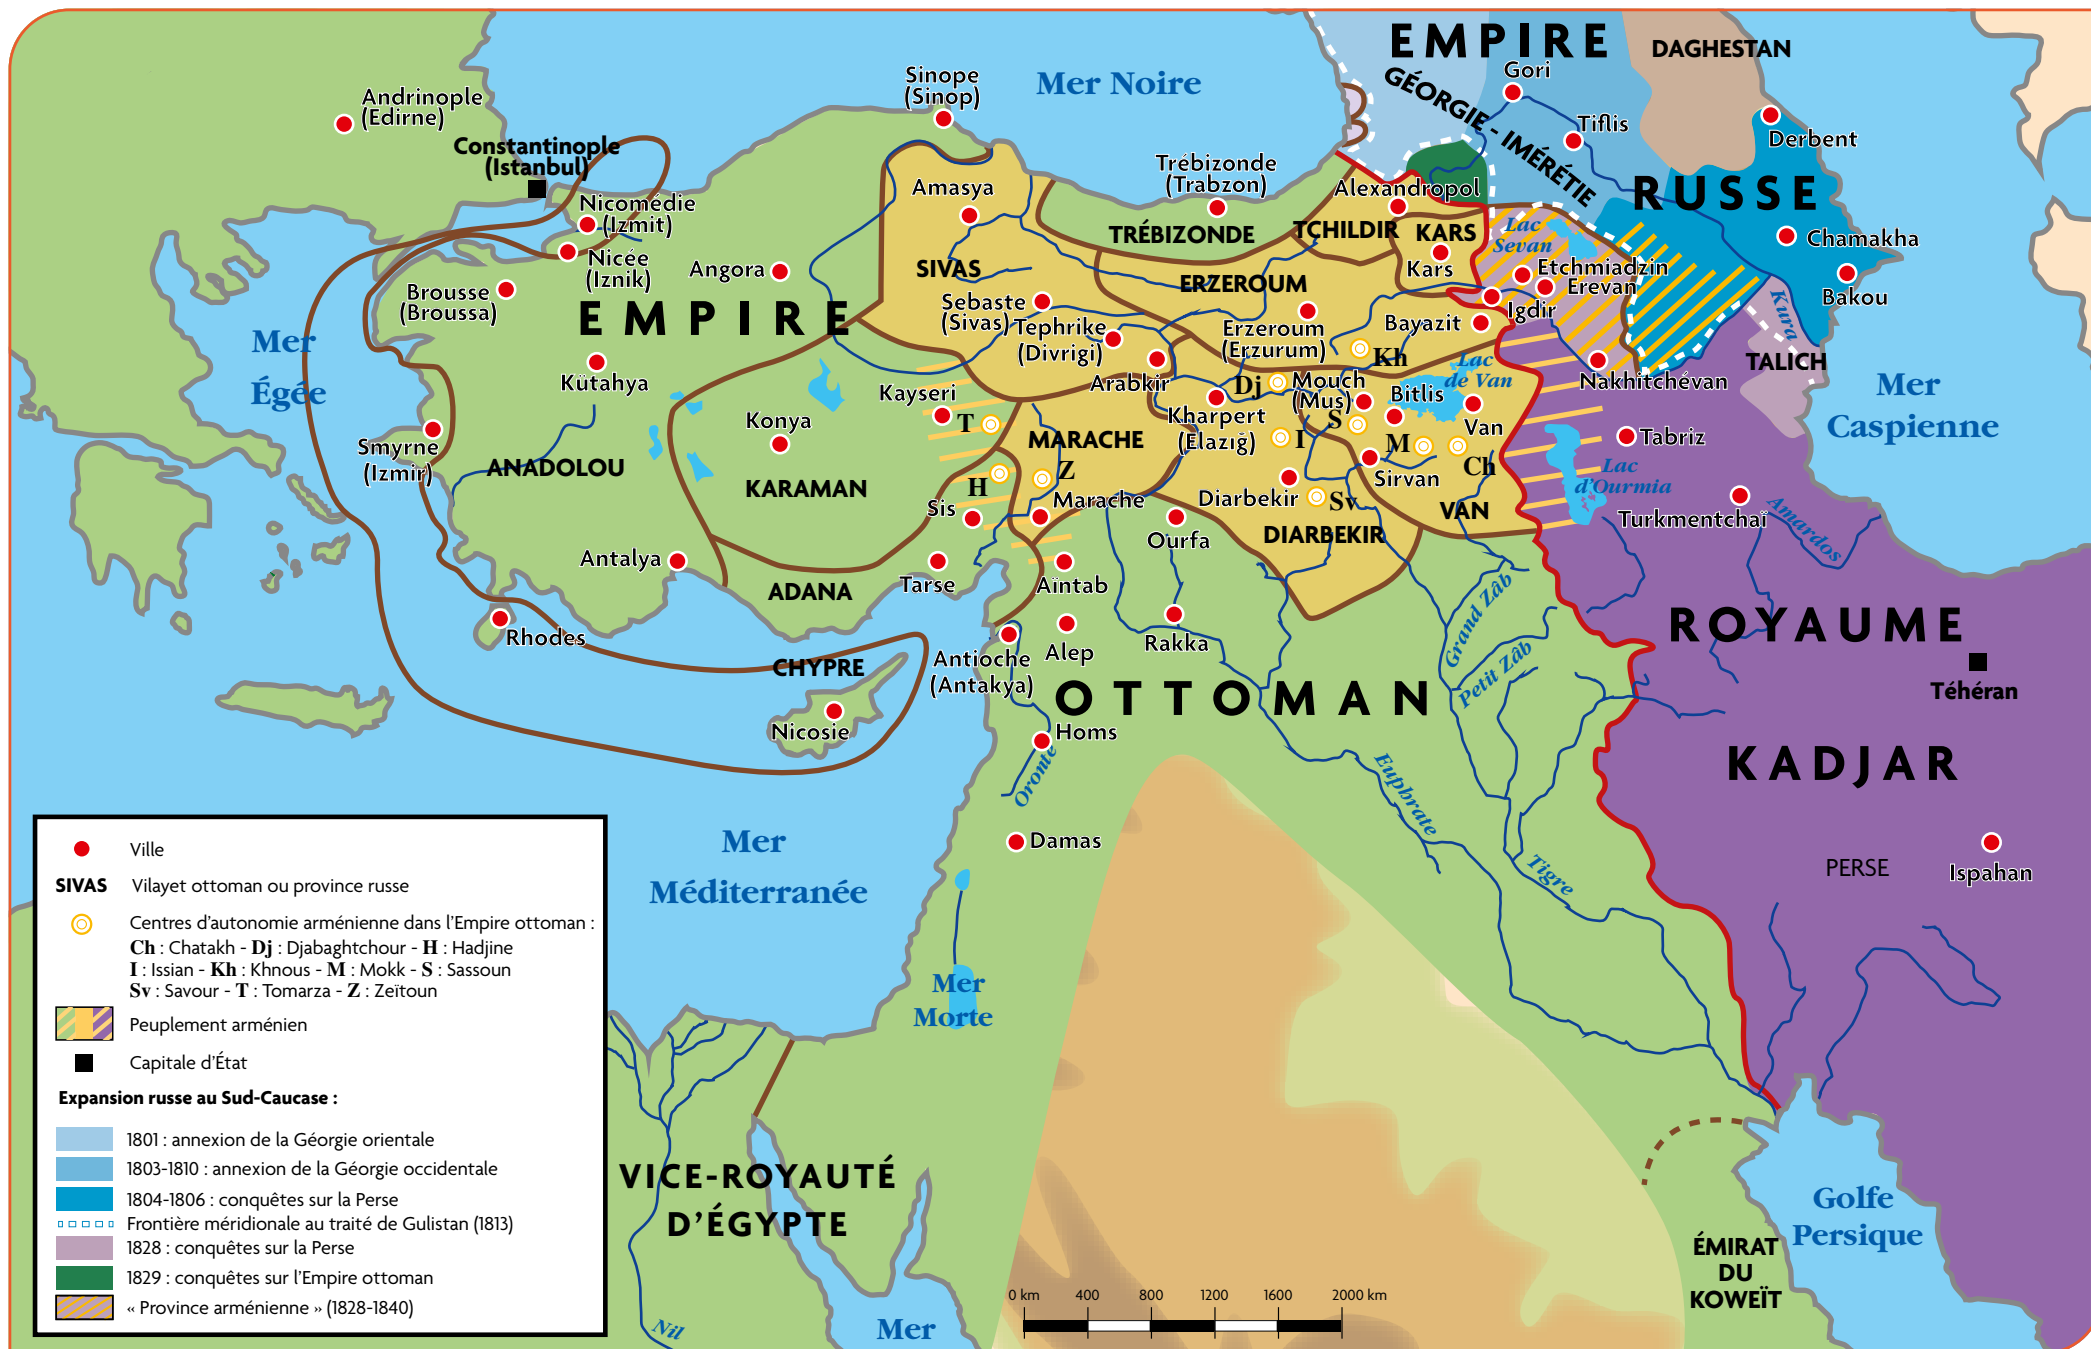 EMPIRE
DAGHESTAN
Gori
GÉORGIE - IMÉRÉTIE
Mer Noire
Sinope
(Sinop)
Andrinople
(Edirne)
Constantinople
(Istanbul)
Tiflis
Derbent
Trébizonde
(Trabzon)
Alexandropol
RUSSE
Amasya
Nicomédie
(Izmit)
TRÉBIZONDE
TCHILDIR
KARS
Lac
Sevan
Chamakha
Nicée
(Iznik)
Angora
SIVAS
Kars
Etchmiadzin
Erevan
ERZEROUM
Brousse
(Broussa)
EMPIRE
Sebaste
(Sivas)
Tephrike
(Divrigi)
Erzeroum
(Erzurum)
Bayazit
Igdir
Bakou
Kura
Mer
Égée
Kh
Lac
de Van
TALICH
Kütahya
Kayseri
Arabkir
Dj
Mouch
(Mus)
Bitlis
Nakhitchévan
Mer
Caspienne
Konya
T
Kharpert
(Elazığ)
S
Smyrne
(Izmir)
MARACHE
I
M
Van
Tabriz
ANADOLOU
KARAMAN
H
Z
Ch
Lac
d'Ourmia
Sis
Marache
Diarbekir
Sv
Sirvan
VAN
Turkmentchaï
Amardos
Antalya
Ourfa
DIARBEKIR
ADANA
Tarse
Aïntab
Grand Zâb
Rhodes
CHYPRE
Antioche
(Antakya)
Alep
Rakka
Petit Zâb
ROYAUME
Téhéran
OTTOMAN
Nicosie
Homs
Oronte
Euphrate
KADJAR
Mer
Méditerranée
Damas
Tigre
PERSE
Ispahan
Mer
Morte
VICE-ROYAUTÉ
D'ÉGYPTE
Golfe
Persique
ÉMIRAT
DU
KOWEÏT
Nil
Mer
0 km 400 800 1200 1600 2000 km
Ville
SIVAS Vilayet ottoman ou province russe
Centres d'autonomie arménienne dans l'Empire ottoman :
Ch : Chatakh - Dj : Djabaghtchour - H : Hadjine
I : Issian - Kh : Khnous - M : Mokk - S : Sassoun
Sv : Savour - T : Tomarza - Z : Zeïtoun
Peuplement arménien
Capitale d'État
Expansion russe au Sud-Caucase :
1801 : annexion de la Géorgie orientale
1803-1810 : annexion de la Géorgie occidentale
1804-1806 : conquêtes sur la Perse
Frontière méridionale au traité de Gulistan (1813)
1828 : conquêtes sur la Perse
1829 : conquêtes sur l'Empire ottoman
« Province arménienne » (1828-1840)